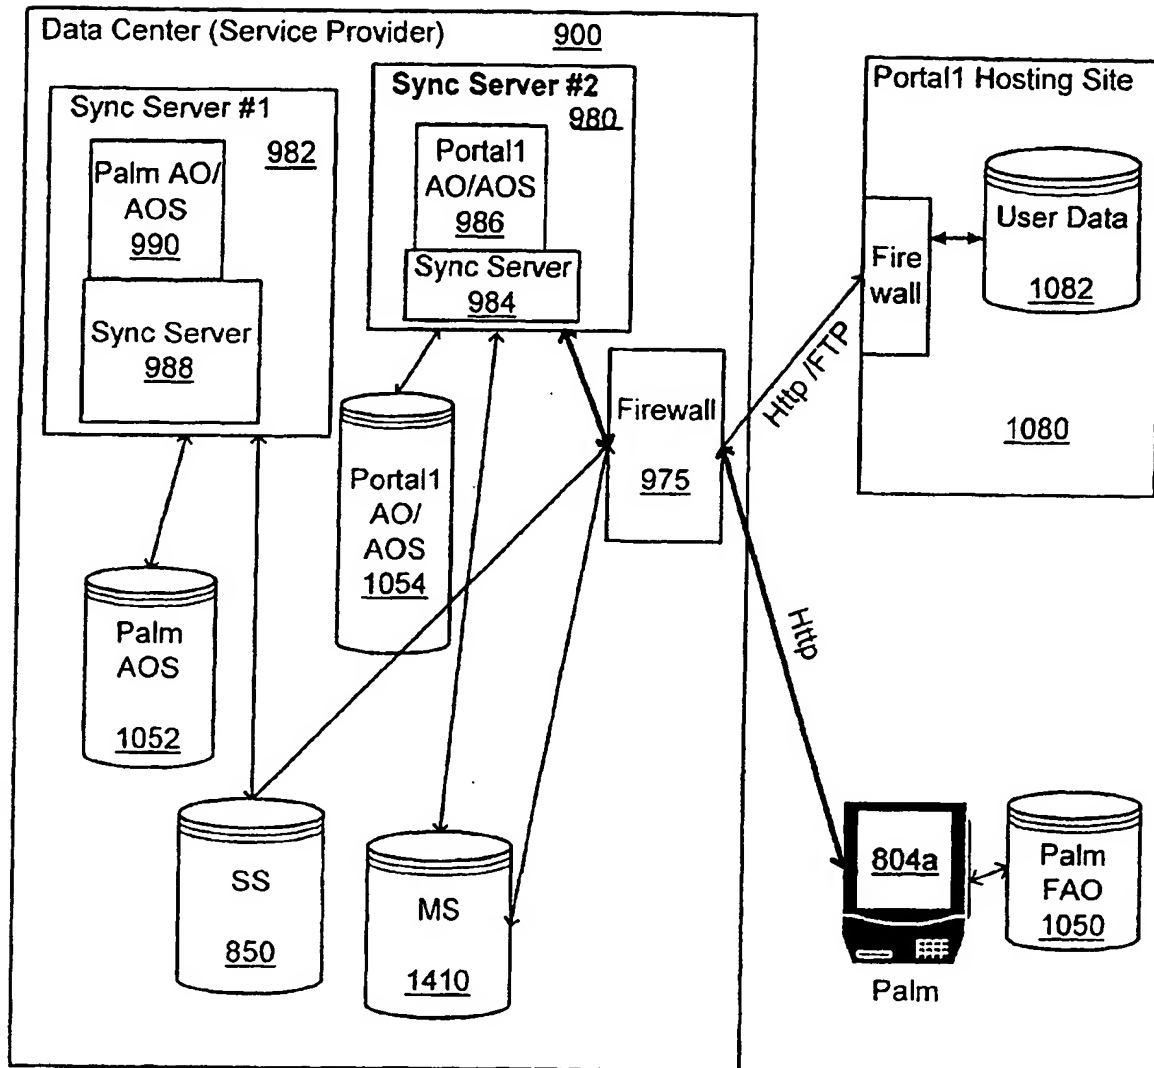 Data Center (Service Provider) 900
Sync Server #1
982
Palm AO/
AOS
990
Sync Server
988
Sync Server #2
980
Portal1
AO/AOS
986
Sync Server
984
Portal1 Hosting Site
Fire
wall
User Data
1082
1080
Firewall
975
Http /FTP
Http
Portal1
AO/
AOS
1054
Palm
AOS
1052
SS
850
MS
1410
804a
Palm
Palm
FAO
1050